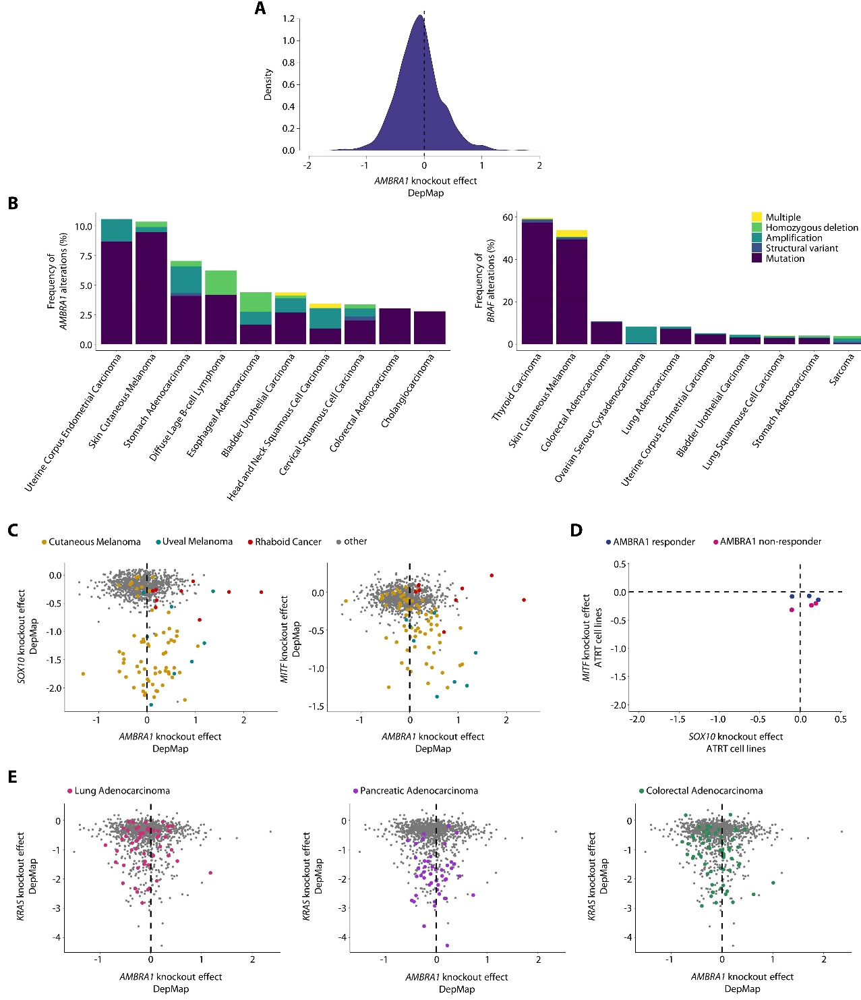 A
1.2
1.0
0.8
0.6
0.4
0.2
0.0
Density
-2 -1 0 1 2
AMBRA1 knockout effect
DepMap
B
10.0
7.5
5.0
2.5
0.0
Frequency of
AMBRA1 alterations (%)
Uterine Corpus Endometrial Carcinoma
Skin Cutaneous Melanoma
Stomach Adenocarcinoma
Diffuse Lage B-cell Lymphoma
Esophageal Adenocarcinoma
Bladder Urothelial Carcinoma
Head and Neck Squamous Cell Carcinoma
Cervical Squamous Cell Carcinoma
Colorectal Adenocarcinoma
Cholangiocarcinoma
60
40
20
0
Frequency of
BRAF alterations (%)
Multiple
Homozygous deletion
Amplification
Structural variant
Mutation
Thyroid Carcinoma
Skin Cutaneous Melanoma
Colorectal Adenocarcinoma
Ovarian Serous Cystadenocarcinoma
Lung Adenocarcinoma
Uterine Corpus Endmetrial Carcinoma
Bladder Urothelial Carcinoma
Lung Squamouse Cell Carcinoma
Stomach Adenocarcinoma
Sarcoma
C
Cutaneous Melanoma Uveal Melanoma Rhaboid Cancer other
0.0
-0.5
-1.0
-1.5
-2.0
SOX10 knockout effect
DepMap
-1 0 1 2
AMBRA1 knockout effect
DepMap
0.0
-0.5
-1.0
-1.5
MITF knockout effect
DepMap
-1 0 1 2
AMBRA1 knockout effect
DepMap
D
AMBRA1 responder AMBRA1 non-responder
0.5
0.0
-0.5
-1.0
-1.5
-2.0
MITF knockout effect
ATRT cell lines
-2.0 -1.5 -1.0 -0.5 0.0 0.5
SOX10 knockout effect
ATRT cell lines
E
Lung Adenocarcinoma
0
-1
-2
-3
-4
KRAS knockout effect
DepMap
-1 0 1 2
AMBRA1 knockout effect
DepMap
Pancreatic Adenocarcinoma
0
-1
-2
-3
-4
KRAS knockout effect
DepMap
-1 0 1 2
AMBRA1 knockout effect
DepMap
Colorectal Adenocarcinoma
0
-1
-2
-3
-4
KRAS knockout effect
DepMap
-1 0 1 2
AMBRA1 knockout effect
DepMap